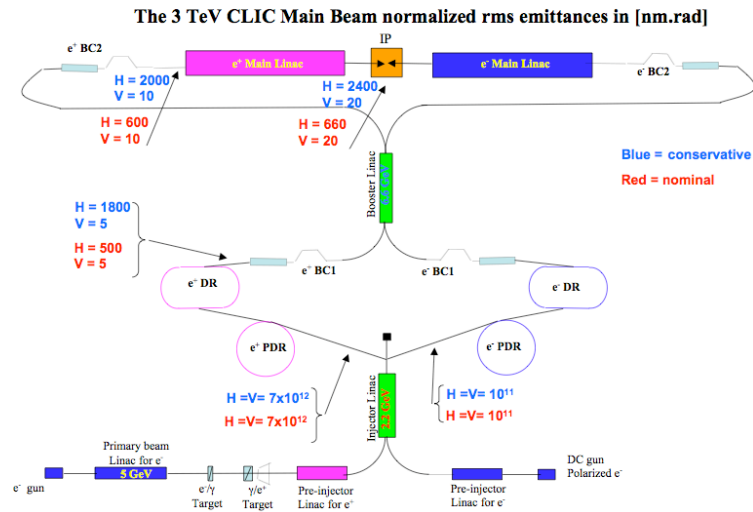 The 3 TeV CLIC Main Beam normalized rms emittances in [nm.rad]
IP
e⁺ BC2
e⁺ Main Linac
e⁻ Main Linac
e⁻ BC2
H = 2000
V = 10
H = 2400
V = 20
H = 600
V = 10
H = 660
V = 20
Blue = conservative
Red = nominal
Booster Linac
6.6 GeV
H = 1800
V = 5
H = 500
V = 5
e⁺ BC1
e⁻ BC1
e⁺ DR
e⁻ DR
e⁺ PDR
e⁻ PDR
Injector Linac
2.2 GeV
H =V= 7x10¹²
H =V= 7x10¹²
H =V= 10¹¹
H =V= 10¹¹
Primary beam
Linac for e⁻
5 GeV
e⁻ gun
e⁻/γ
Target
γ/e⁺
Target
Pre-injector
Linac for e⁺
Pre-injector
Linac for e⁻
DC gun
Polarized e⁻